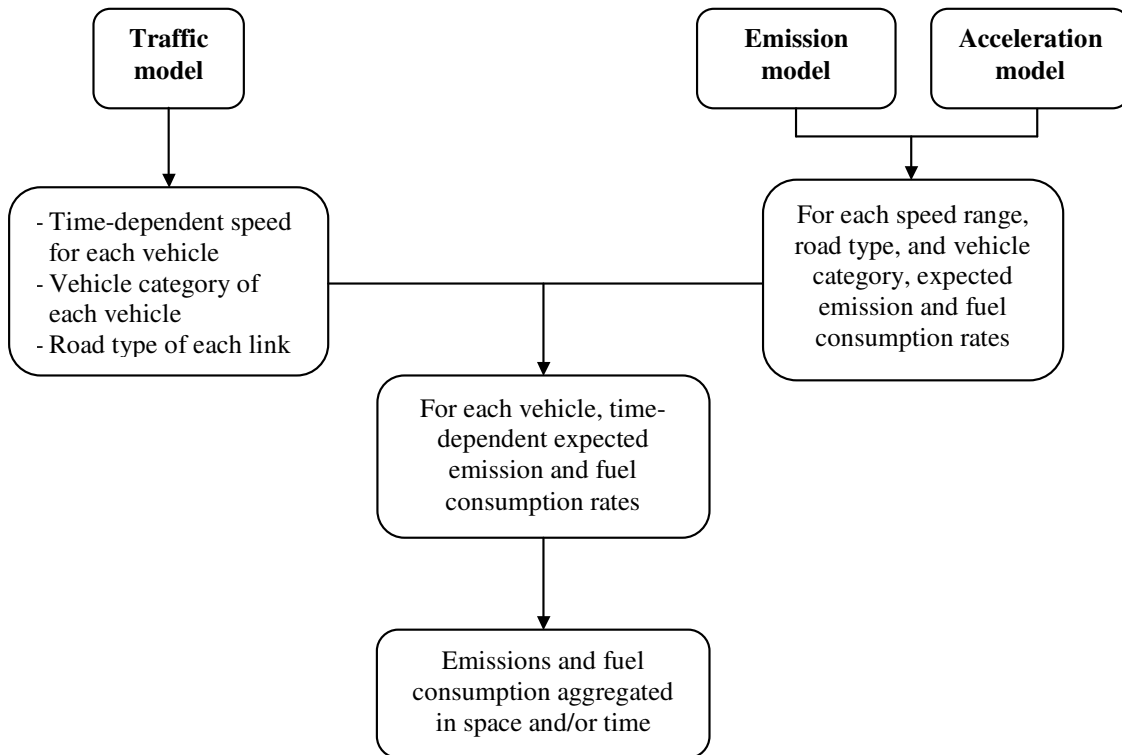 Traffic
model
Emission
model
Acceleration
model
- Time-dependent speed
for each vehicle
- Vehicle category of
each vehicle
- Road type of each link
For each speed range,
road type, and vehicle
category, expected
emission and fuel
consumption rates
For each vehicle, time-
dependent expected
emission and fuel
consumption rates
Emissions and fuel
consumption aggregated
in space and/or time